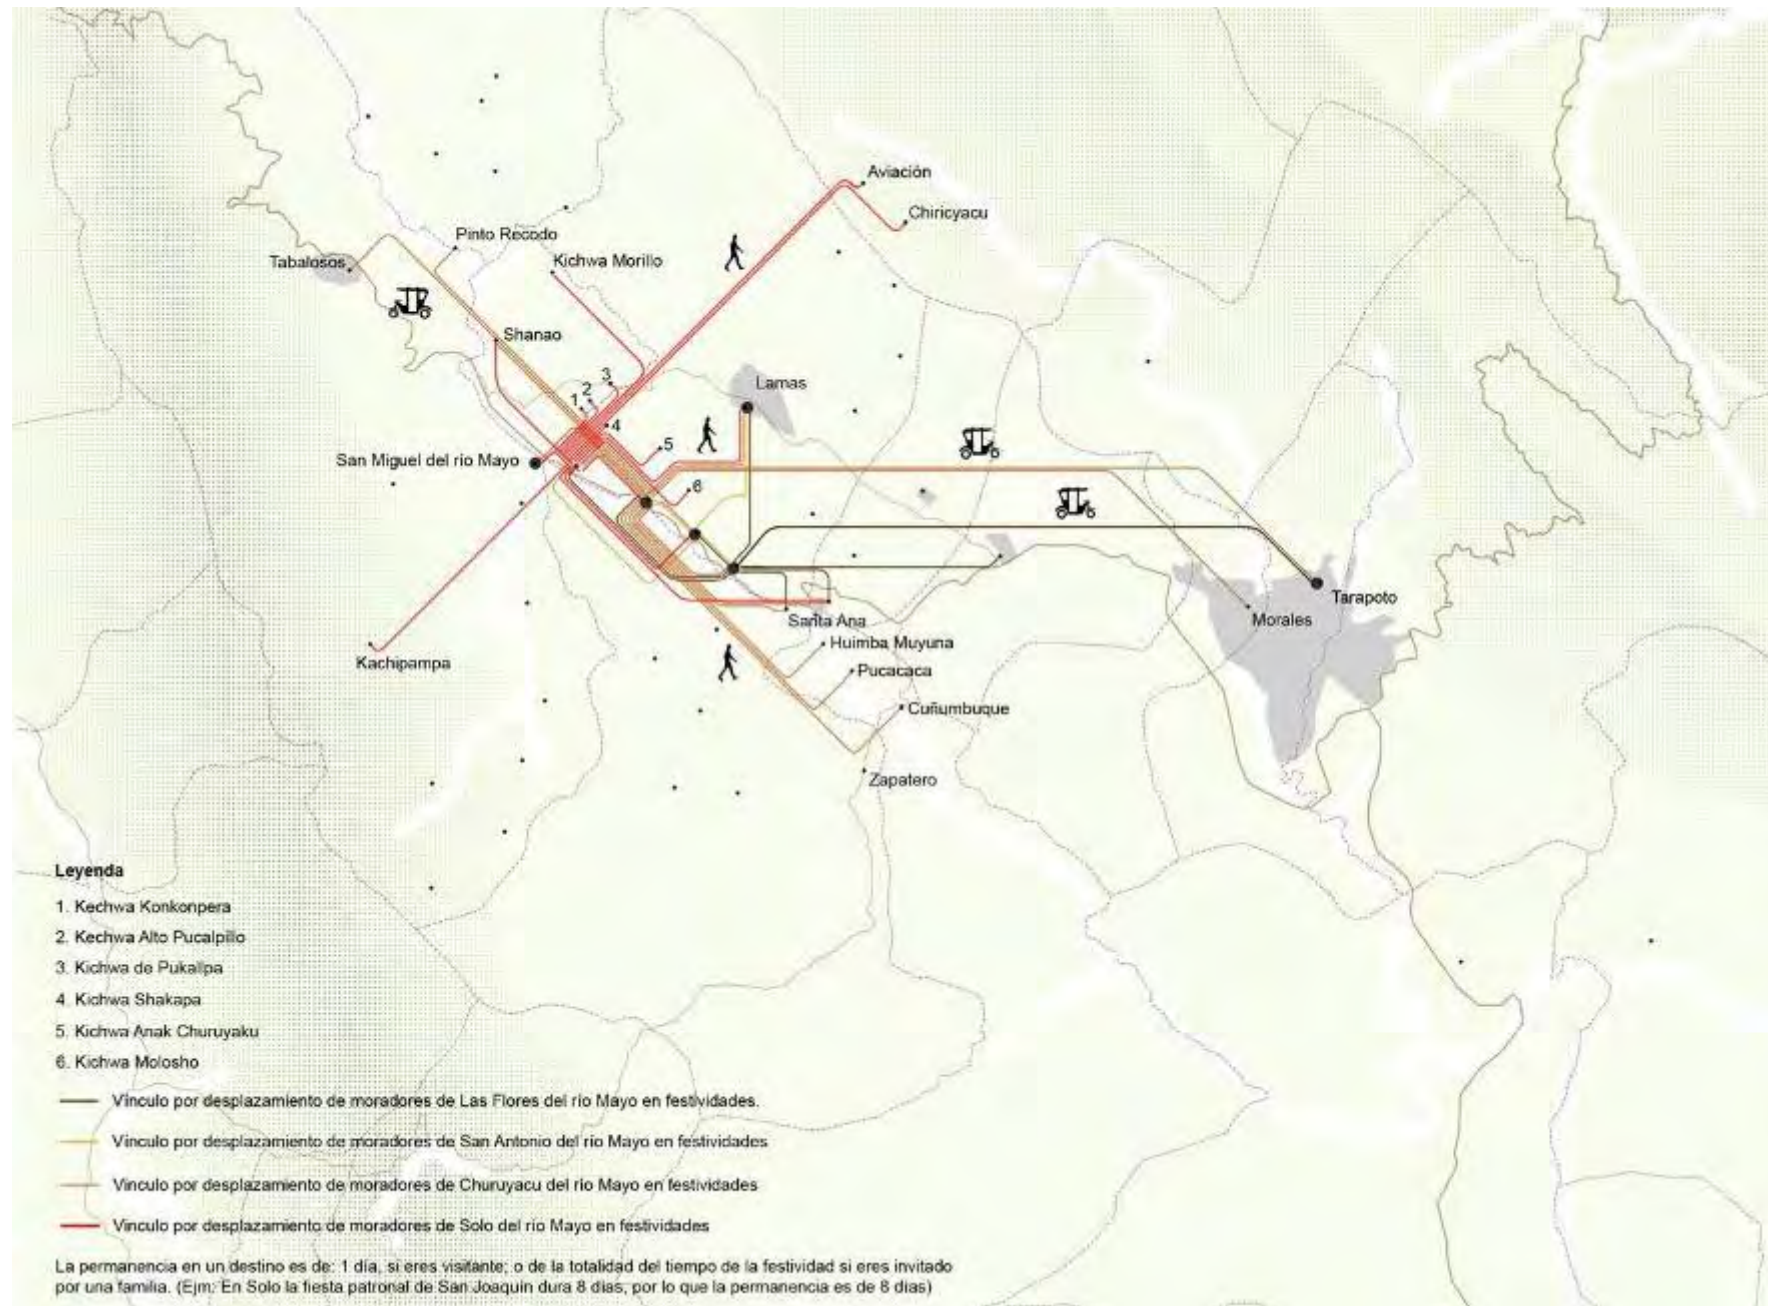 Aviación
Chiricyacu
Pinto Recodo
Tabalosos
Kichwa Morillo
Shanao
Lamas
3
2
1
4
5
San Miguel del río Mayo
6
Tarapoto
Morales
Santa Ana
Huimba Muyuna
Kachipampa
Pucacaca
Cuñumbuque
Zapatero
Leyenda
1. Kechwa Konkonpera
2. Kechwa Alto Pucalpillo
3. Kichwa de Pukallpa
4. Kichwa Shakapa
5. Kichwa Anak Churuyaku
6. Kichwa Molosho
Vínculo por desplazamiento de moradores de Las Flores del río Mayo en festividades.
Vínculo por desplazamiento de moradores de San Antonio del río Mayo en festividades
Vínculo por desplazamiento de moradores de Churuyacu del río Mayo en festividades
Vínculo por desplazamiento de moradores de Solo del río Mayo en festividades
La permanencia en un destino es de: 1 día, si eres visitante; o de la totalidad del tiempo de la festividad si eres invitado
por una familia. (Ejm: En Solo la fiesta patronal de San Joaquín dura 8 días, por lo que la permanencia es de 8 días)